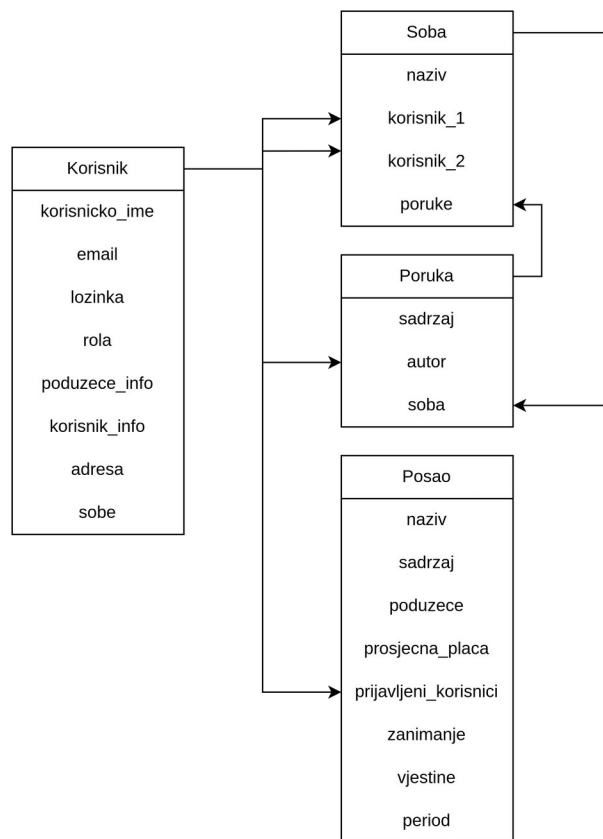 Korisnik
korisnicko_ime
email
lozinka
rola
poduzece_info
korisnik_info
adresa
sobe
Soba
naziv
korisnik_1
korisnik_2
poruke
Poruka
sadrzaj
autor
soba
Posao
naziv
sadrzaj
poduzece
prosjecna_placa
prijavljeni_korisnici
zanimanje
vjestine
period